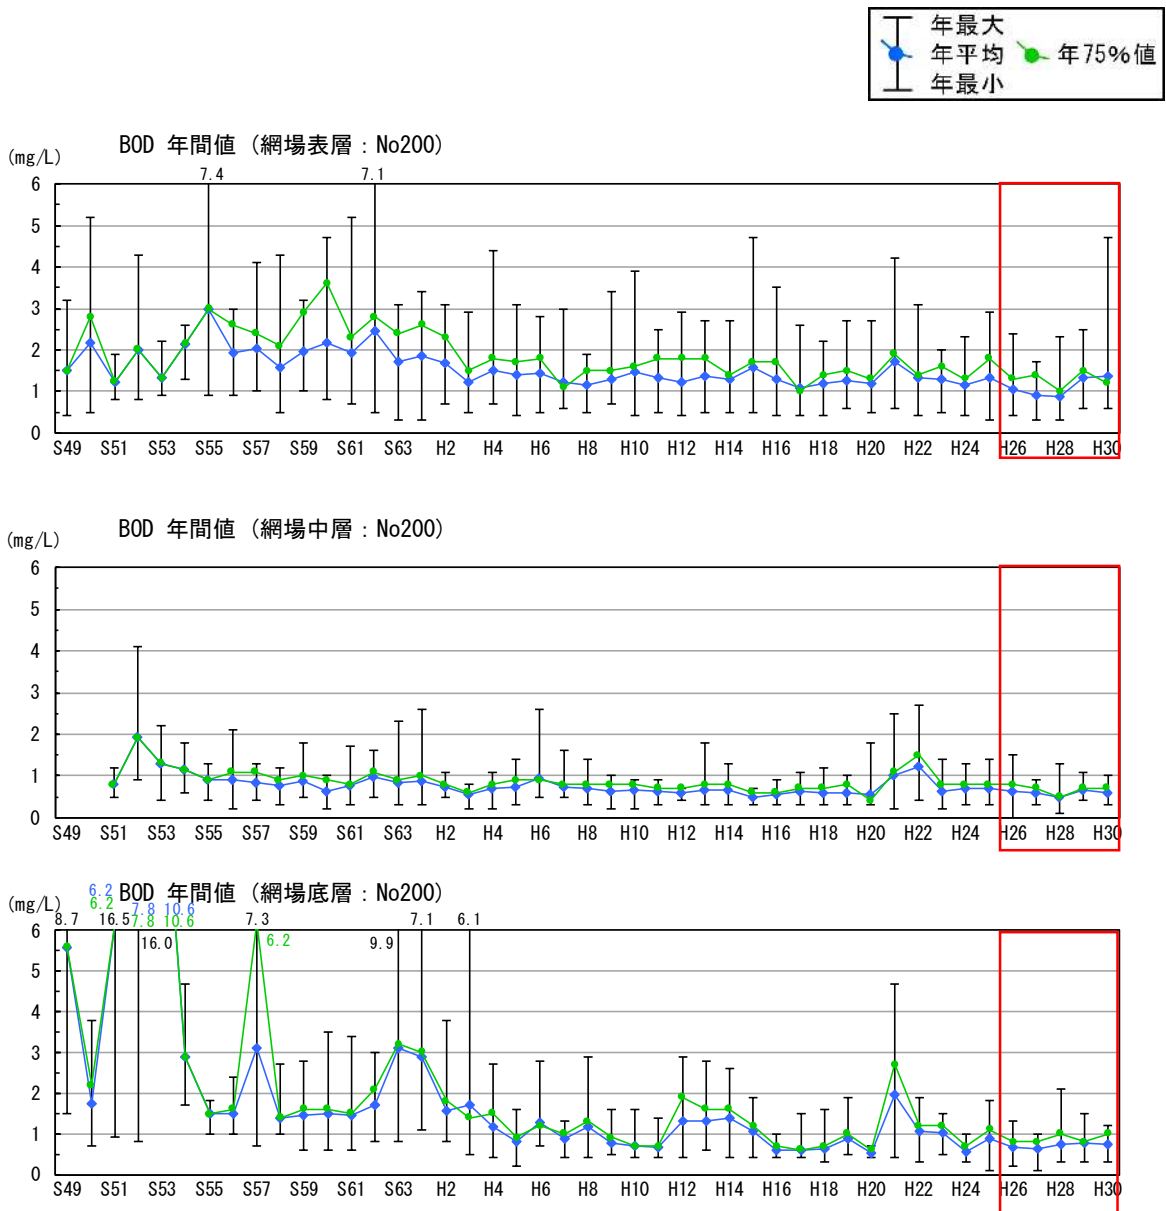 年最大
年平均 年75%値
年最小
BOD 年間値 (網場表層：No200)
(mg/L)
7.4 7.1
6
5
4
3
2
1
0
S49 S51 S53 S55 S57 S59 S61 S63 H2 H4 H6 H8 H10 H12 H14 H16 H18 H20 H22 H24 H26 H28 H30
BOD 年間値 (網場中層：No200)
(mg/L)
6
5
4
3
2
1
0
S49 S51 S53 S55 S57 S59 S61 S63 H2 H4 H6 H8 H10 H12 H14 H16 H18 H20 H22 H24 H26 H28 H30
6.2 BOD 年間値 (網場底層：No200)
(mg/L) 6.2 7.8 10.6
8.7 16.5 7.8 10.6 7.3 7.1 6.1
16.0 6.2 9.9
6
5
4
3
2
1
0
S49 S51 S53 S55 S57 S59 S61 S63 H2 H4 H6 H8 H10 H12 H14 H16 H18 H20 H22 H24 H26 H28 H30